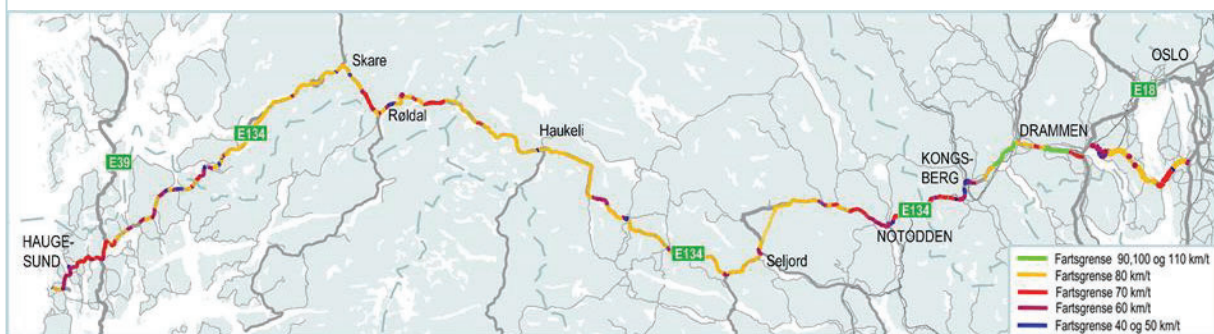 OSLO
Skare
E18
E134
Røldal
DRAMMEN
Haukeli
E39
KONGS-
BERG
E134
HAUGE-
SUND
NOTODDEN
E134
Seljord
Fartsgrense 90,100 og 110 km/t
Fartsgrense 80 km/t
Fartsgrense 70 km/t
Fartsgrense 60 km/t
Fartsgrense 40 og 50 km/t